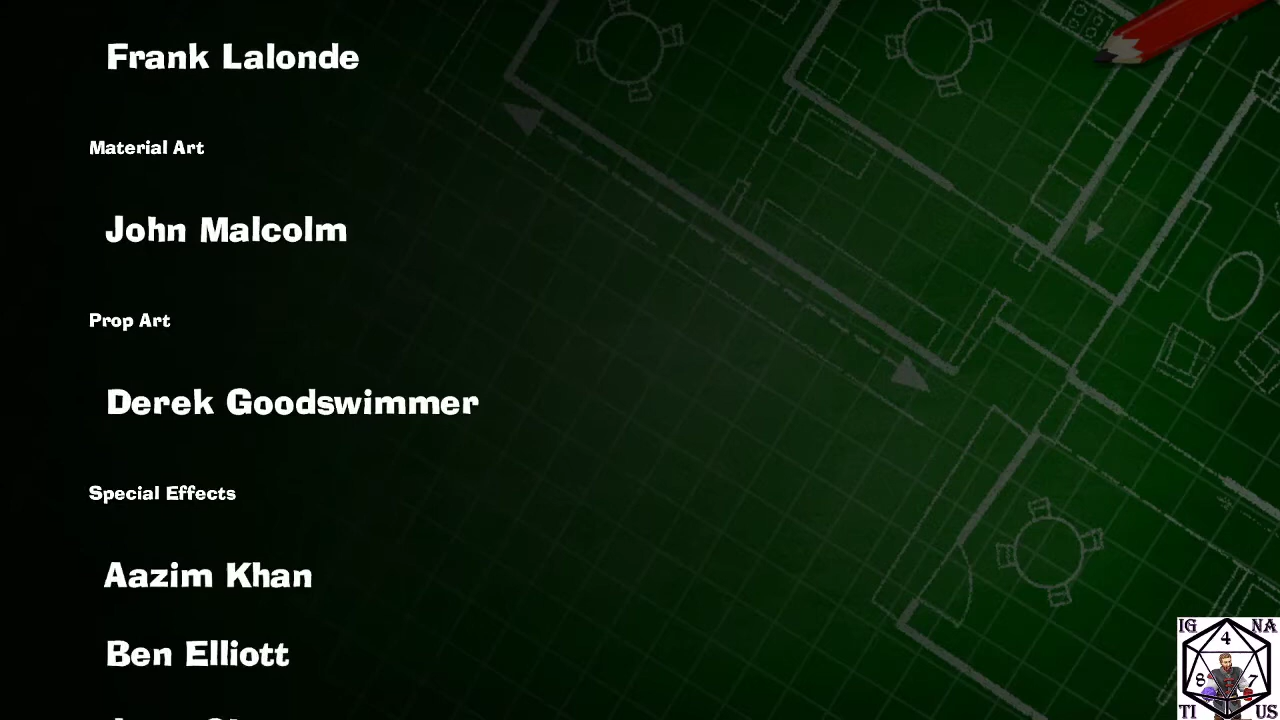 Frank Lalonde
Material Art
John Malcolm
Prop Art
Derek Goodswimmer
Special Effects
Aazim Khan
Ben Elliott
IG NA
4
8 7
TI US